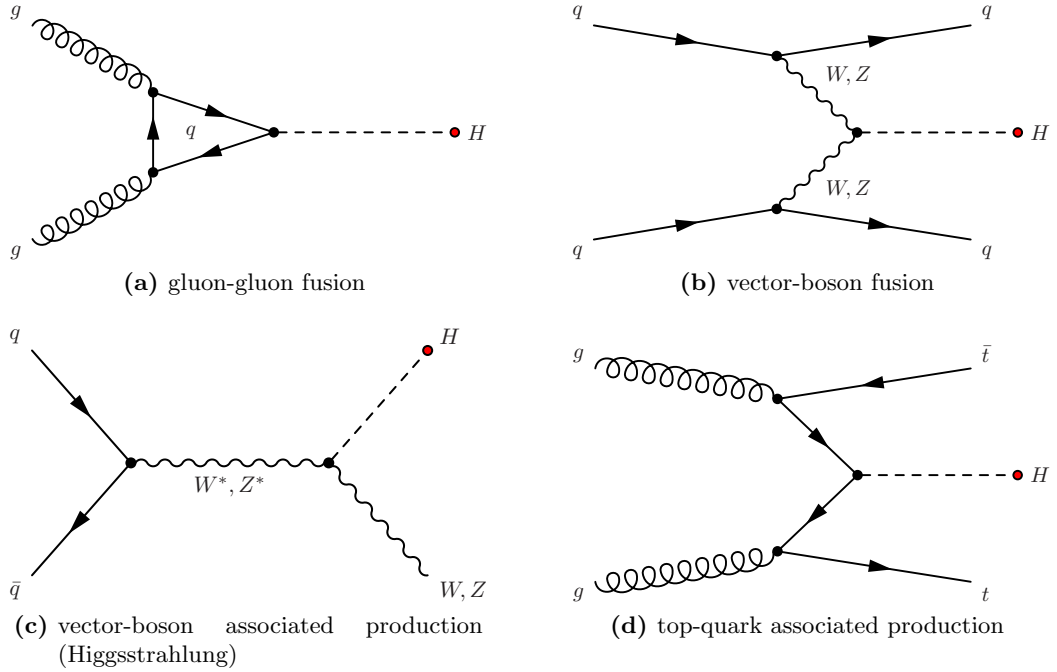 g
q
H
g
(a) gluon-gluon fusion
q
q
W, Z
H
W, Z
q
q
(b) vector-boson fusion
q
H
W*, Z*
q̄
W, Z
(c) vector-boson associated production
(Higgsstrahlung)
g
t̄
H
g
t
(d) top-quark associated production